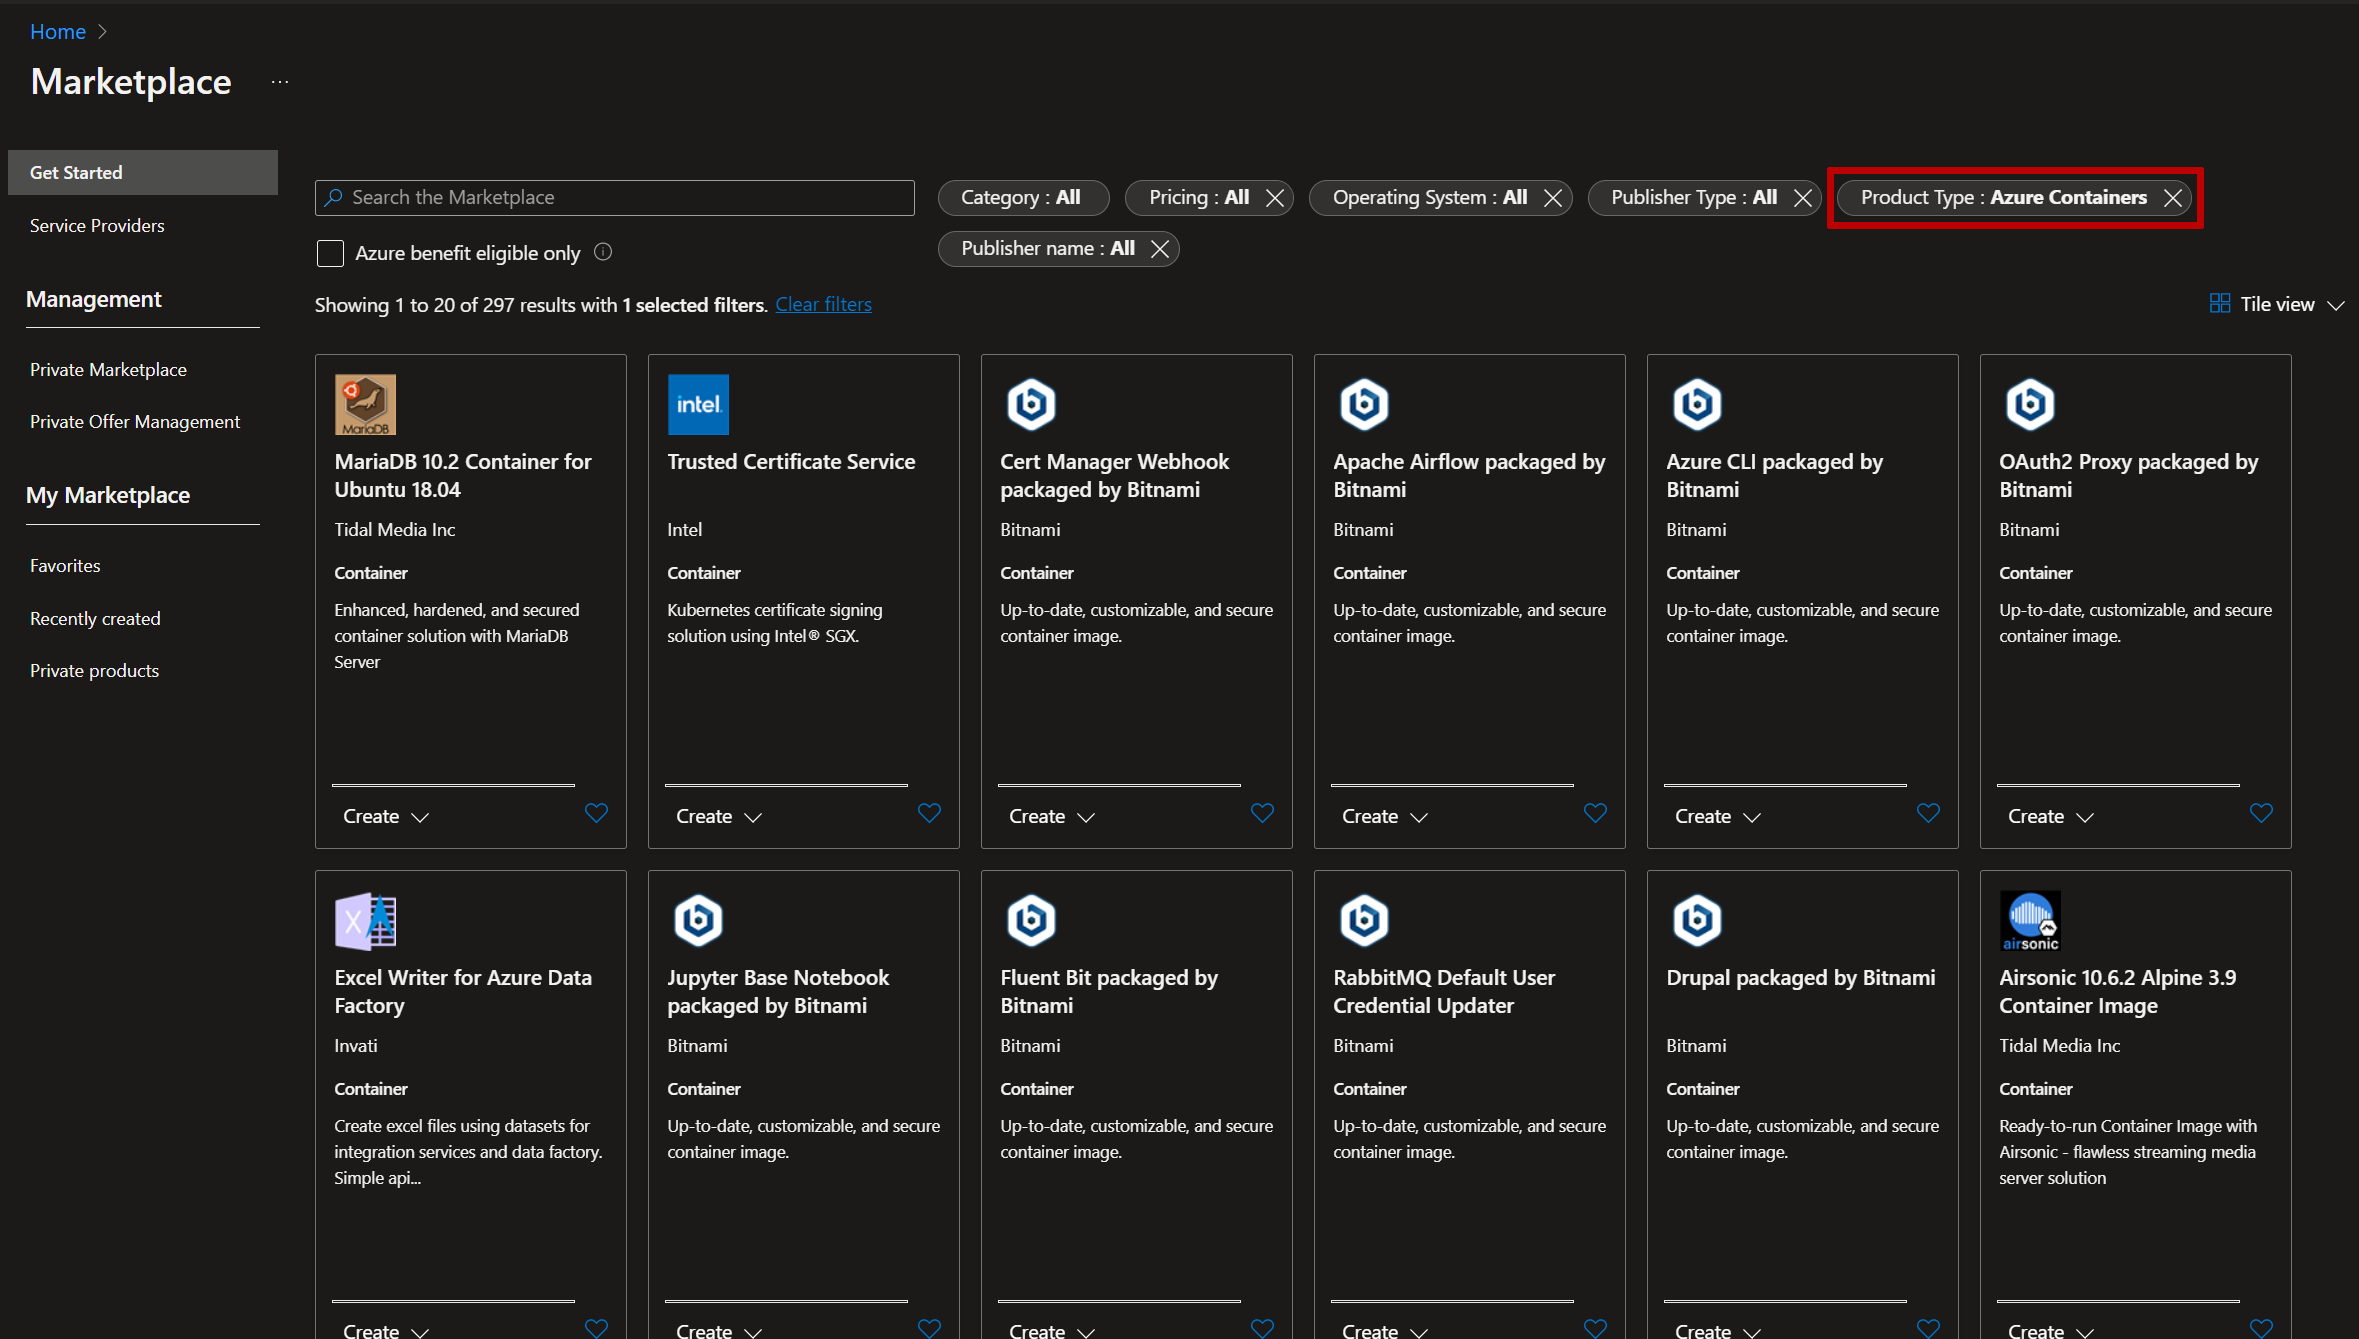 Home
Marketplace
...
Get Started
Service Providers
Management
Private Marketplace
Private Offer Management
My Marketplace
Favorites
Recently created
Private products
Search the Marketplace
Category : All
Pricing : All
Operating System : All
Publisher Type : All
Product Type : Azure Containers
Azure benefit eligible only
Publisher name : All
Showing 1 to 20 of 297 results with 1 selected filters. Clear filters
Tile view
MariaDB
MariaDB 10.2 Container for
Ubuntu 18.04
Tidal Media Inc
Container
Enhanced, hardened, and secured
container solution with MariaDB
Server
Create
intel.
Trusted Certificate Service
Intel
Container
Kubernetes certificate signing
solution using Intel® SGX.
Create
Cert Manager Webhook
packaged by Bitnami
Bitnami
Container
Up-to-date, customizable, and secure
container image.
Create
Apache Airflow packaged by
Bitnami
Bitnami
Container
Up-to-date, customizable, and secure
container image.
Create
Azure CLI packaged by
Bitnami
Bitnami
Container
Up-to-date, customizable, and secure
container image.
Create
OAuth2 Proxy packaged by
Bitnami
Bitnami
Container
Up-to-date, customizable, and secure
container image.
Create
X
Excel Writer for Azure Data
Factory
Invati
Container
Create excel files using datasets for
integration services and data factory.
Simple api...
Create
Jupyter Base Notebook
packaged by Bitnami
Bitnami
Container
Up-to-date, customizable, and secure
container image.
Create
Fluent Bit packaged by
Bitnami
Bitnami
Container
Up-to-date, customizable, and secure
container image.
Create
RabbitMQ Default User
Credential Updater
Bitnami
Container
Up-to-date, customizable, and secure
container image.
Create
Drupal packaged by Bitnami
Bitnami
Container
Up-to-date, customizable, and secure
container image.
Create
airsonic
Airsonic 10.6.2 Alpine 3.9
Container Image
Tidal Media Inc
Container
Ready-to-run Container Image with
Airsonic - flawless streaming media
server solution
Create